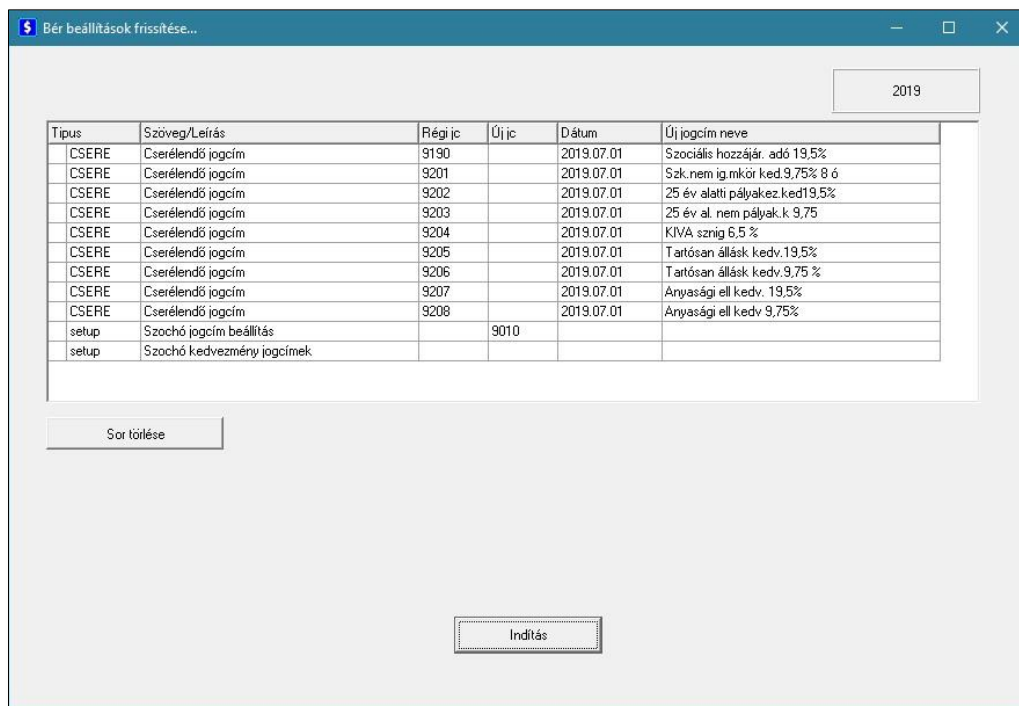 Bér beállítások frissítése...
2019
Tipus Szöveg/Leírás Régi jc Új jc Dátum Új jogcím neve
CSERE Cserélendő jogcím 9190 2019.07.01 Szociális hozzájár. adó 19,5%
CSERE Cserélendő jogcím 9201 2019.07.01 Szk.nem ig.mkör ked.9,75% 8 ó
CSERE Cserélendő jogcím 9202 2019.07.01 25 év alatti pályakez.ked19,5%
CSERE Cserélendő jogcím 9203 2019.07.01 25 év al. nem pályak.k 9,75
CSERE Cserélendő jogcím 9204 2019.07.01 KIVA sznig 6,5 %
CSERE Cserélendő jogcím 9205 2019.07.01 Tartósan állásk kedv.19,5%
CSERE Cserélendő jogcím 9206 2019.07.01 Tartósan állásk kedv.9,75 %
CSERE Cserélendő jogcím 9207 2019.07.01 Anyasági ell kedv. 19,5%
CSERE Cserélendő jogcím 9208 2019.07.01 Anyasági ell kedv 9,75%
setup Szochó jogcím beállítás 9010
setup Szochó kedvezmény jogcímek
Sor törlése
Indítás